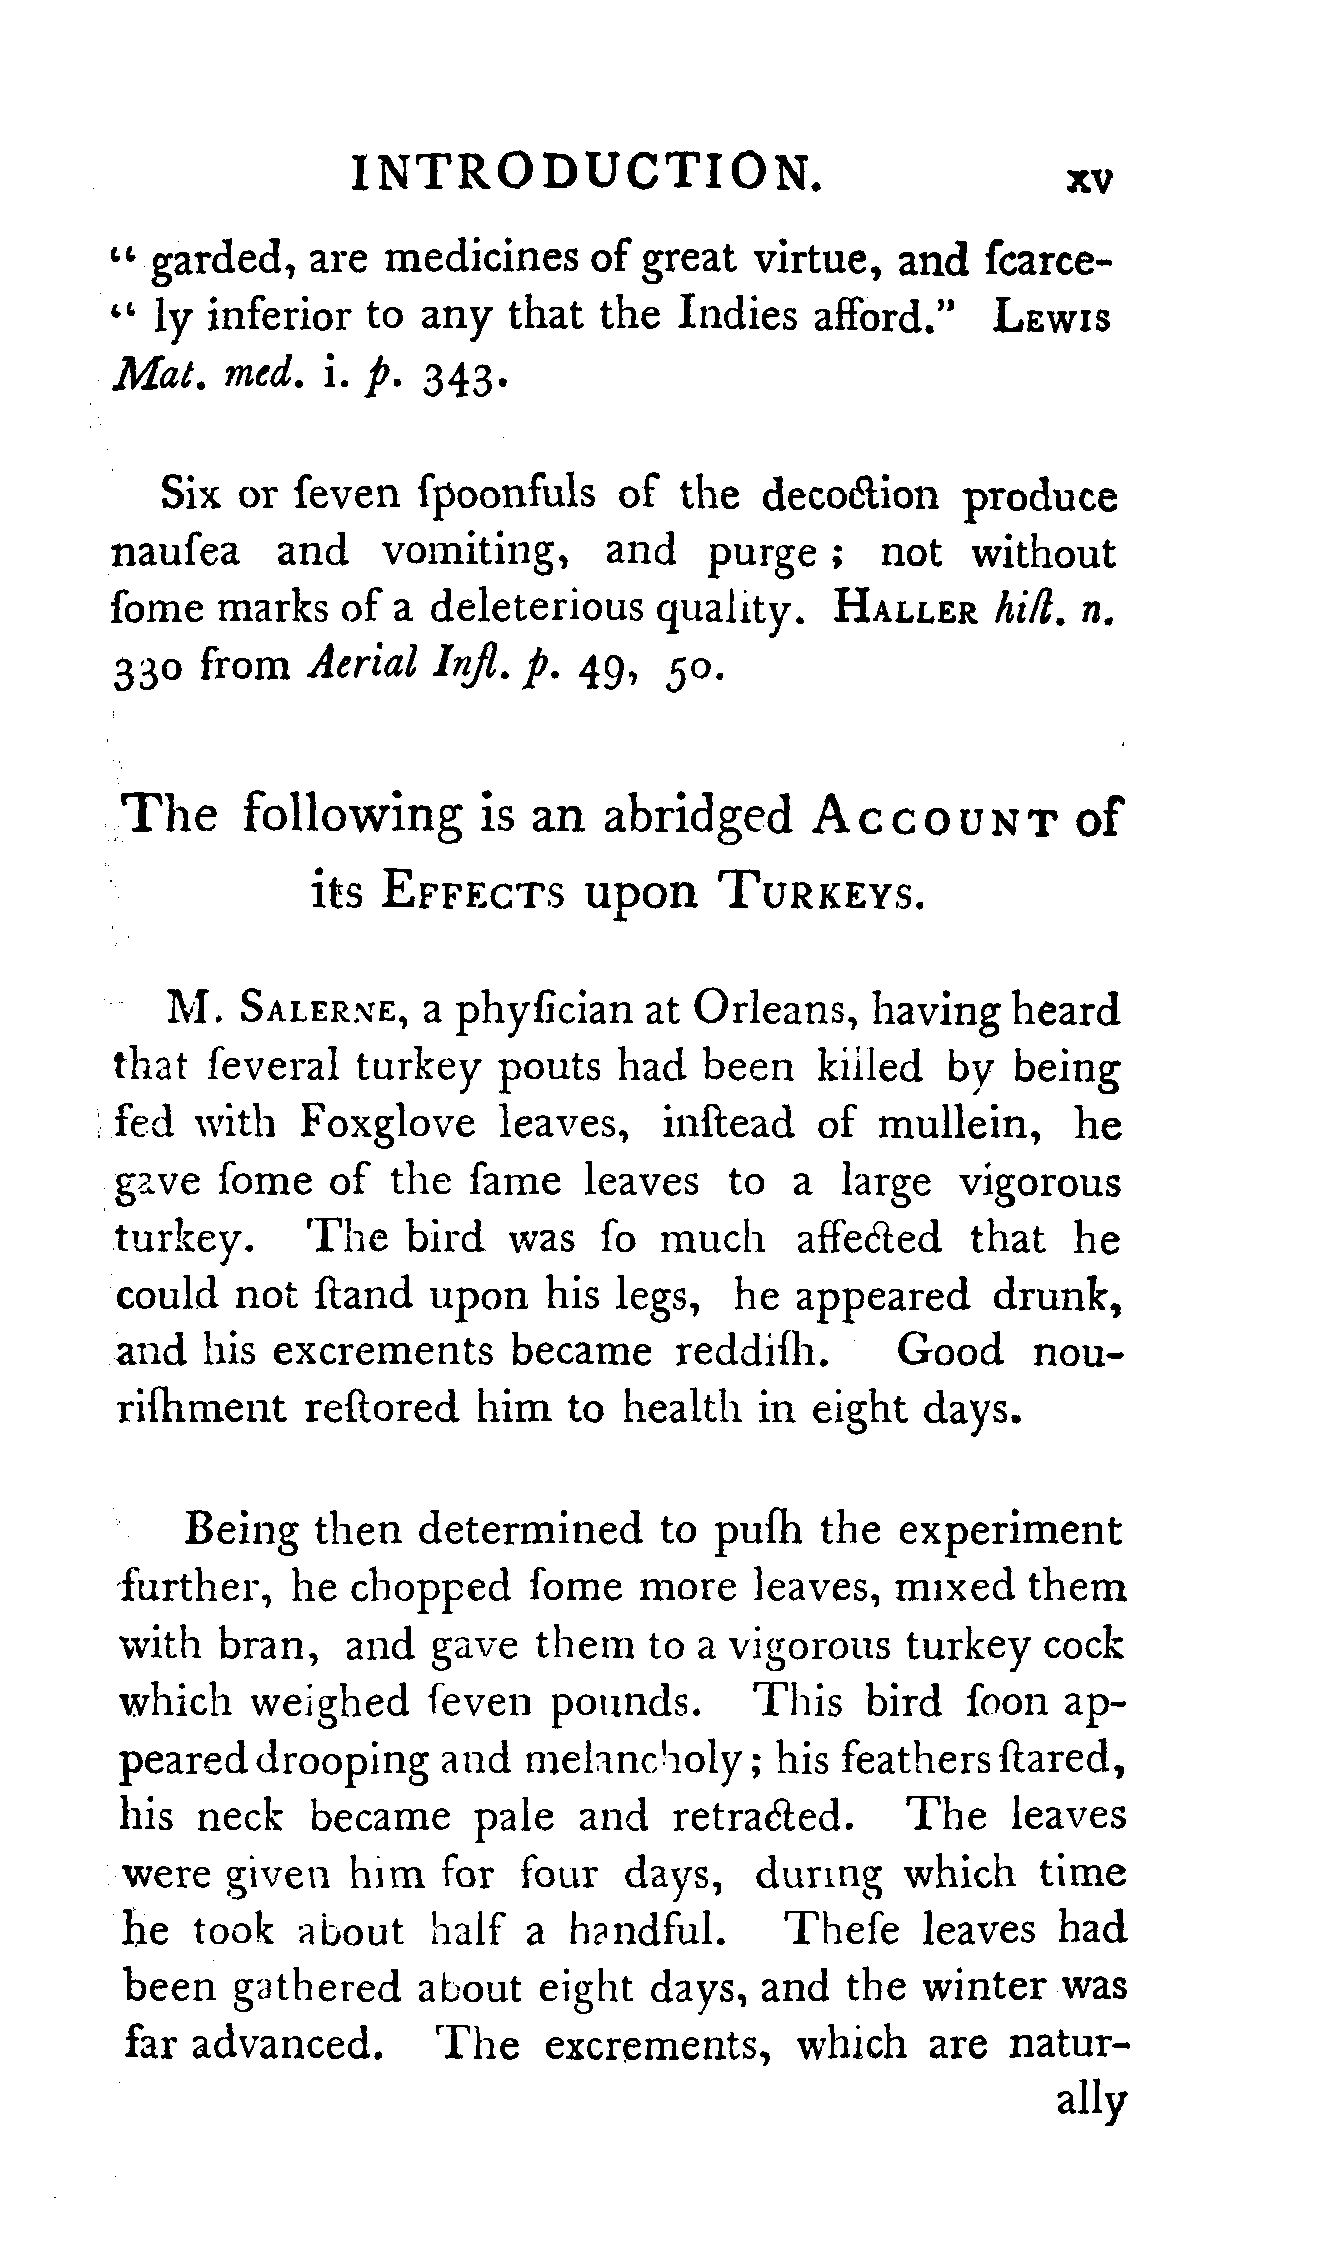 INTRODUCTION. xv
“ garded, are medicines of great virtue, and ſcarce-
“ ly inferior to any that the Indies afford.” Lewis
Mat. med. i. p. 343.
Six or ſeven ſpoonfuls of the decoction produce
nauſea and vomiting, and purge ; not without
ſome marks of a deleterious quality. Haller hiſt. n.
330 from Aerial Infl. p. 49, 50.
The following is an abridged Account of
its Effects upon Turkeys.
M. Salerne, a phyſician at Orleans, having heard
that ſeveral turkey pouts had been killed by being
fed with Foxglove leaves, inſtead of mullein, he
gave ſome of the ſame leaves to a large vigorous
turkey. The bird was ſo much affected that he
could not ſtand upon his legs, he appeared drunk,
and his excrements became reddiſh. Good nou-
riſhment reſtored him to health in eight days.
Being then determined to puſh the experiment
further, he chopped ſome more leaves, mixed them
with bran, and gave them to a vigorous turkey cock
which weighed ſeven pounds. This bird ſoon ap-
peared drooping and melancholy ; his feathers ſtared,
his neck became pale and retracted. The leaves
were given him for four days, during which time
he took about half a handful. Theſe leaves had
been gathered about eight days, and the winter was
far advanced. The excrements, which are natur-
ally